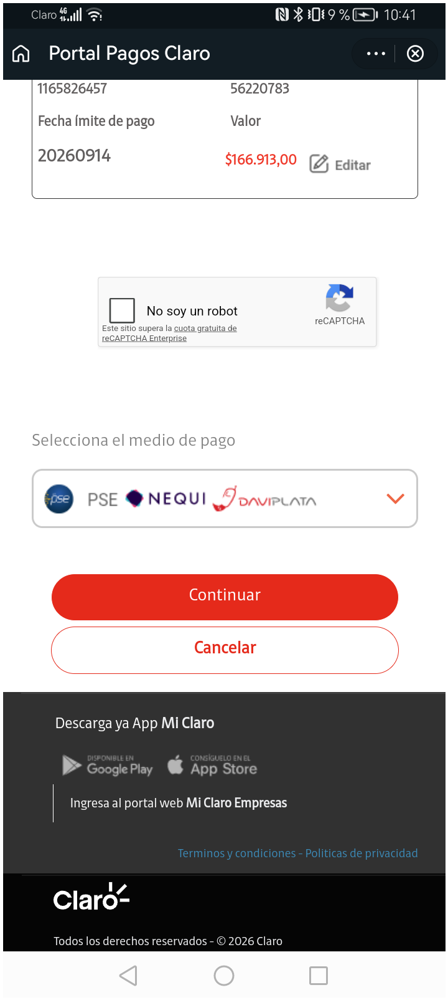 Claro 4G 9 % 10:41
Portal Pagos Claro
1165826457 56220783
Fecha ímite de pago Valor
20260914 $166.913,00 Editar
No soy un robot
Este sitio supera la cuota gratuita de
reCAPTCHA Enterprise
reCAPTCHA
Selecciona el medio de pago
pse PSE NEQUI DAVIPLATA
Continuar
Cancelar
Descarga ya App Mi Claro
DISPONIBLE EN
Google Play
CONSÍGUELO EN EL
App Store
Ingresa al portal web Mi Claro Empresas
Terminos y condiciones - Politicas de privacidad
Claro
Todos los derechos reservados - © 2026 Claro